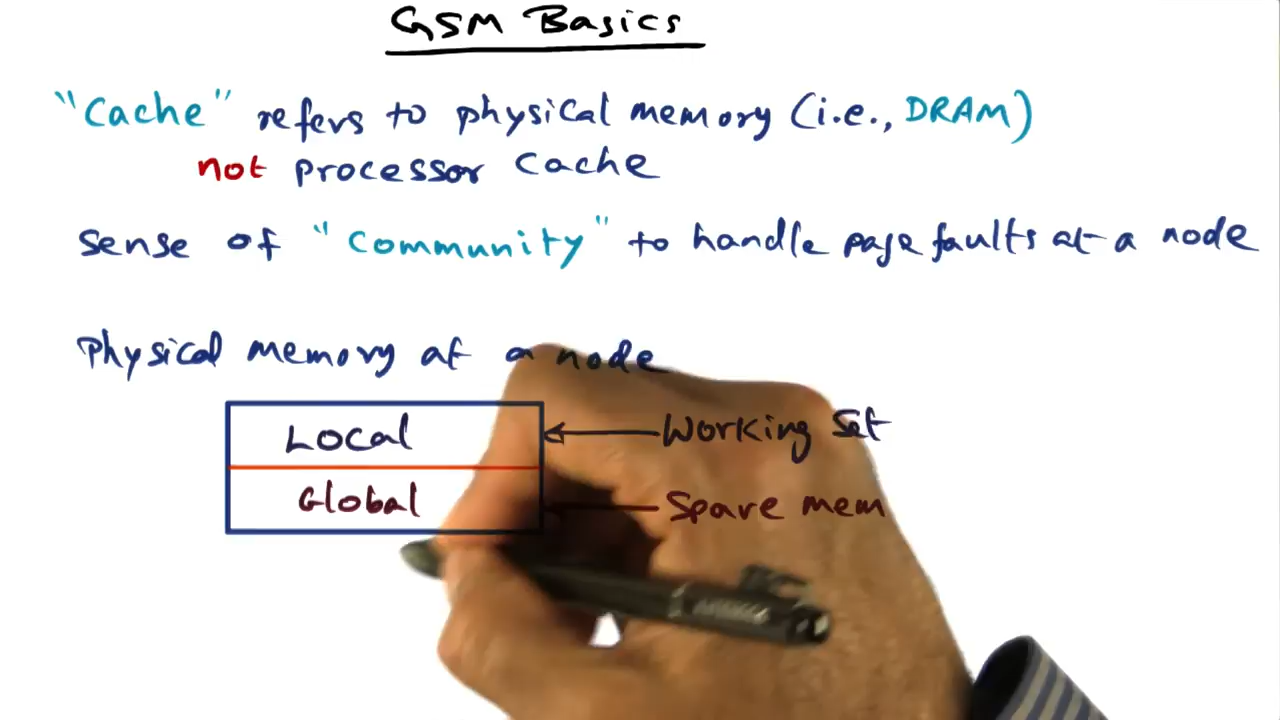 GSM Basics
"Cache" refers to physical memory (i.e., DRAM)
not processor cache
sense of "community" to handle page faults at a node
Physical memory at a node
Local
Working set
Global
Spare mem